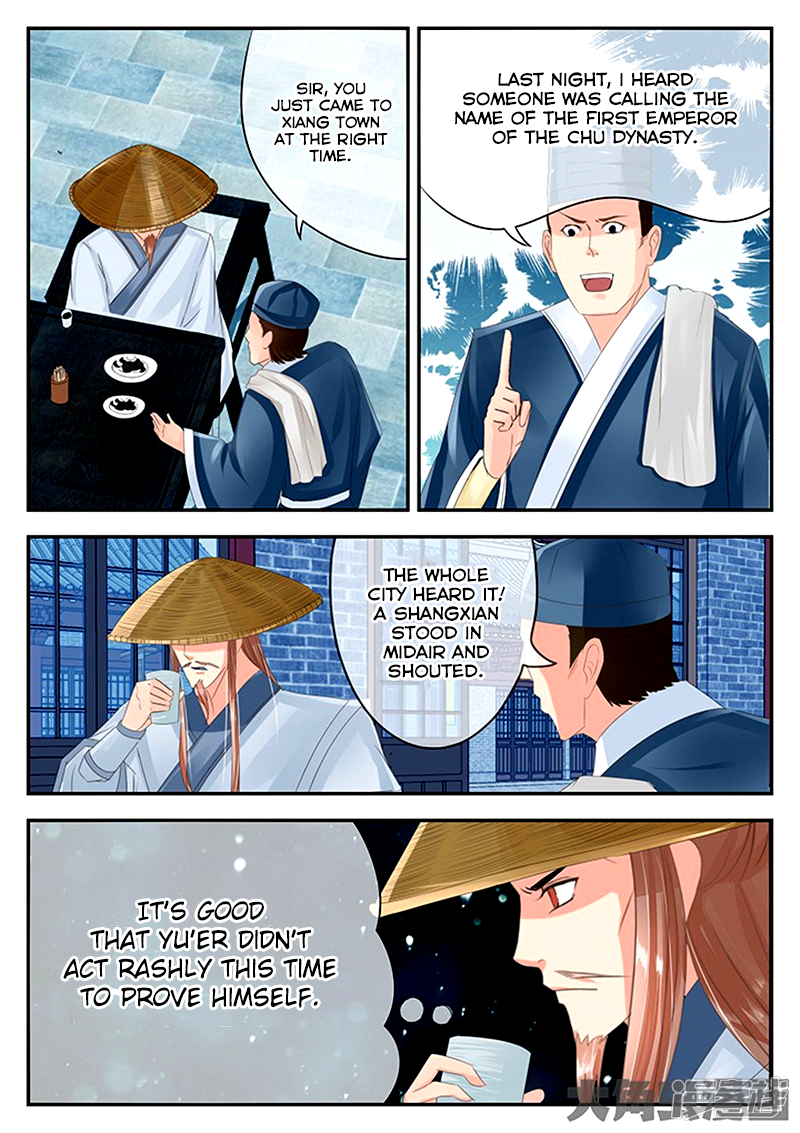 SIR, YOU
JUST CAME TO
XIANG TOWN
AT THE RIGHT
TIME.
LAST NIGHT, I HEARD
SOMEONE WAS CALLING THE
NAME OF THE FIRST EMPEROR
OF THE CHU DYNASTY.
THE WHOLE
CITY HEARD IT!
A SHANGXIAN
STOOD IN
MIDAIR AND
SHOUTED.
IT'S GOOD
THAT YU'ER DIDN'T
ACT RASHLY THIS TIME
TO PROVE HIMSELF.
大角